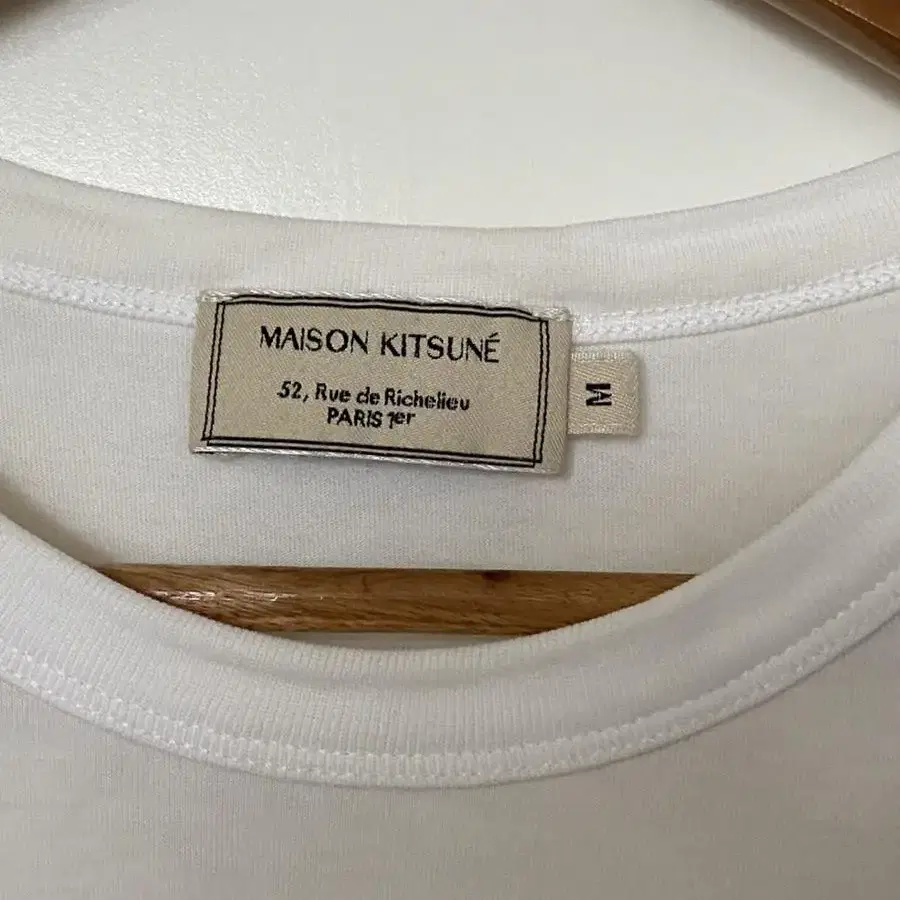 MAISON KITSUNÉ
52, Rue de Richelieu
PARIS 1er
M